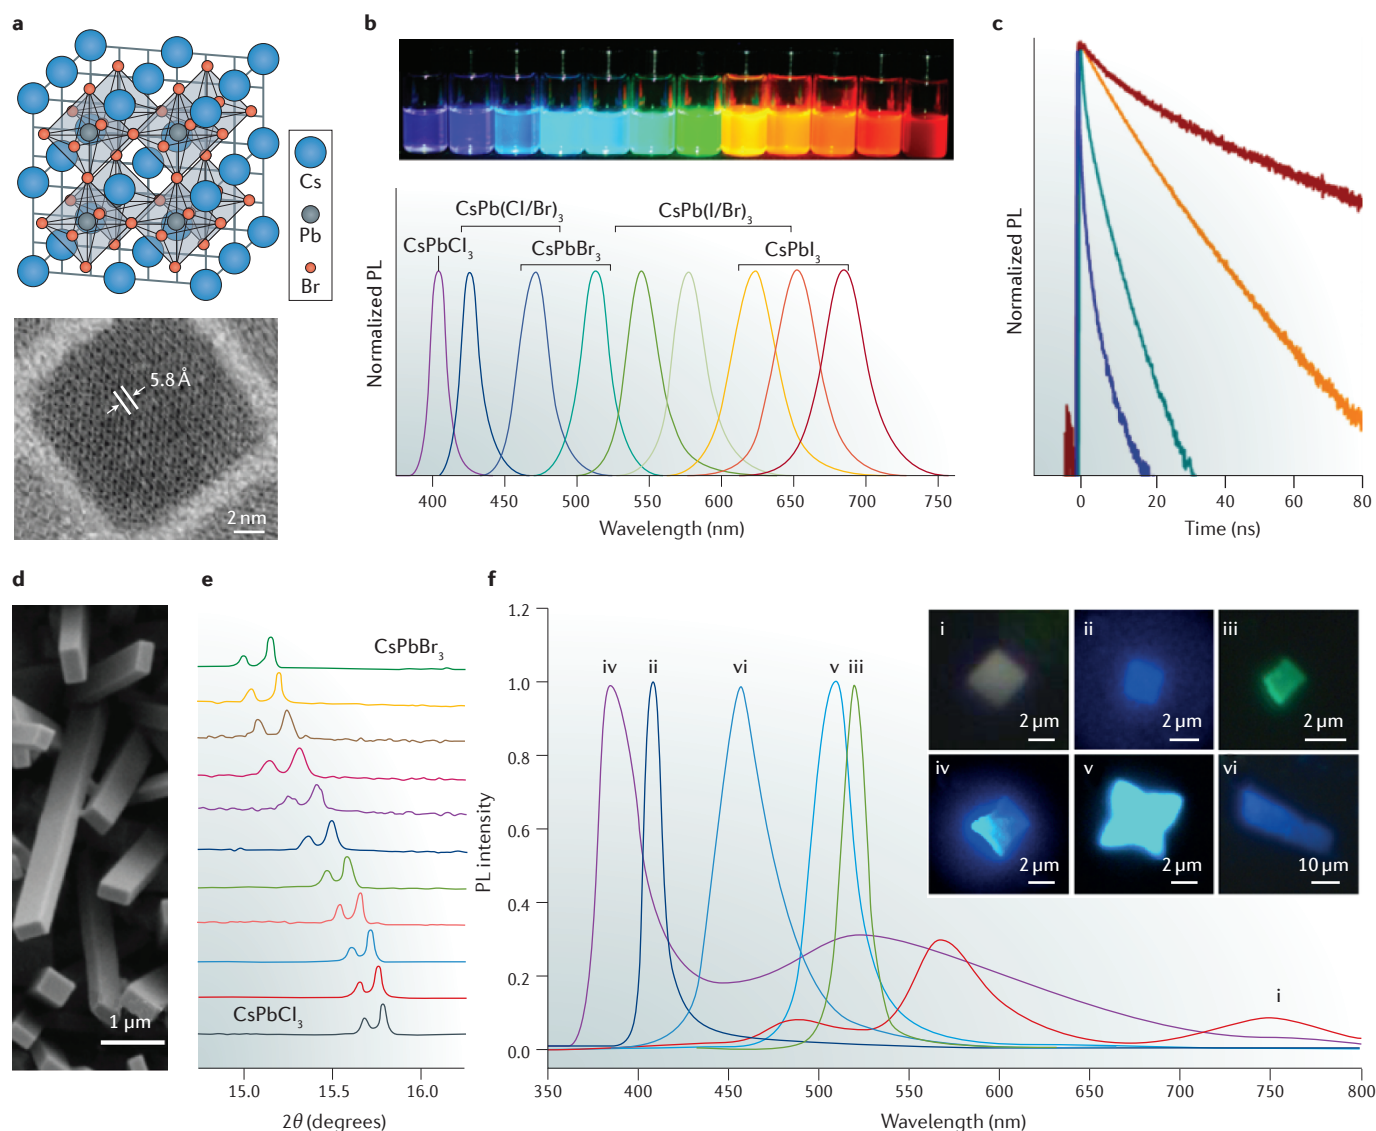 a
Cs
Pb
Br
5.8 Å
2 nm
b
CsPb(Cl/Br)₃
CsPb(I/Br)₃
CsPbCl₃
CsPbBr₃
CsPbI₃
Normalized PL
400 450 500 550 600 650 700 750
Wavelength (nm)
c
Normalized PL
0 20 40 60 80
Time (ns)
d
1 µm
e
CsPbBr₃
CsPbCl₃
15.0 15.5 16.0
2θ (degrees)
f
1.2
1.0
0.8
0.6
0.4
0.2
0.0
PL intensity
iv ii vi v iii
i
350 400 450 500 550 600 650 700 750 800
Wavelength (nm)
i
2 µm
ii
2 µm
iii
2 µm
iv
2 µm
v
2 µm
vi
10 µm